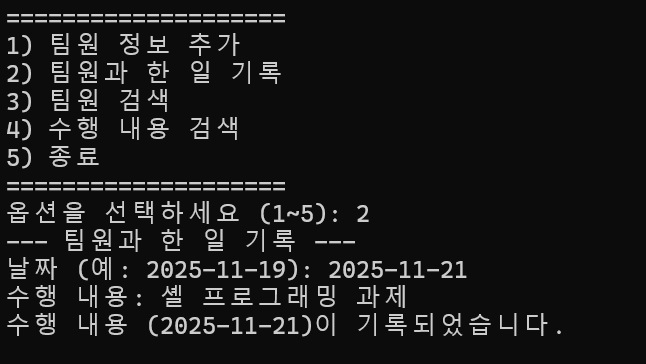 ====================
1) 팀원 정보 추가
2) 팀원과 한 일 기록
3) 팀원 검색
4) 수행 내용 검색
5) 종료
====================
옵션을 선택하세요 (1~5): 2
--- 팀원과 한 일 기록 ---
날짜 (예: 2025-11-19): 2025-11-21
수행 내용: 셸 프로그래밍 과제
수행 내용 (2025-11-21)이 기록되었습니다.